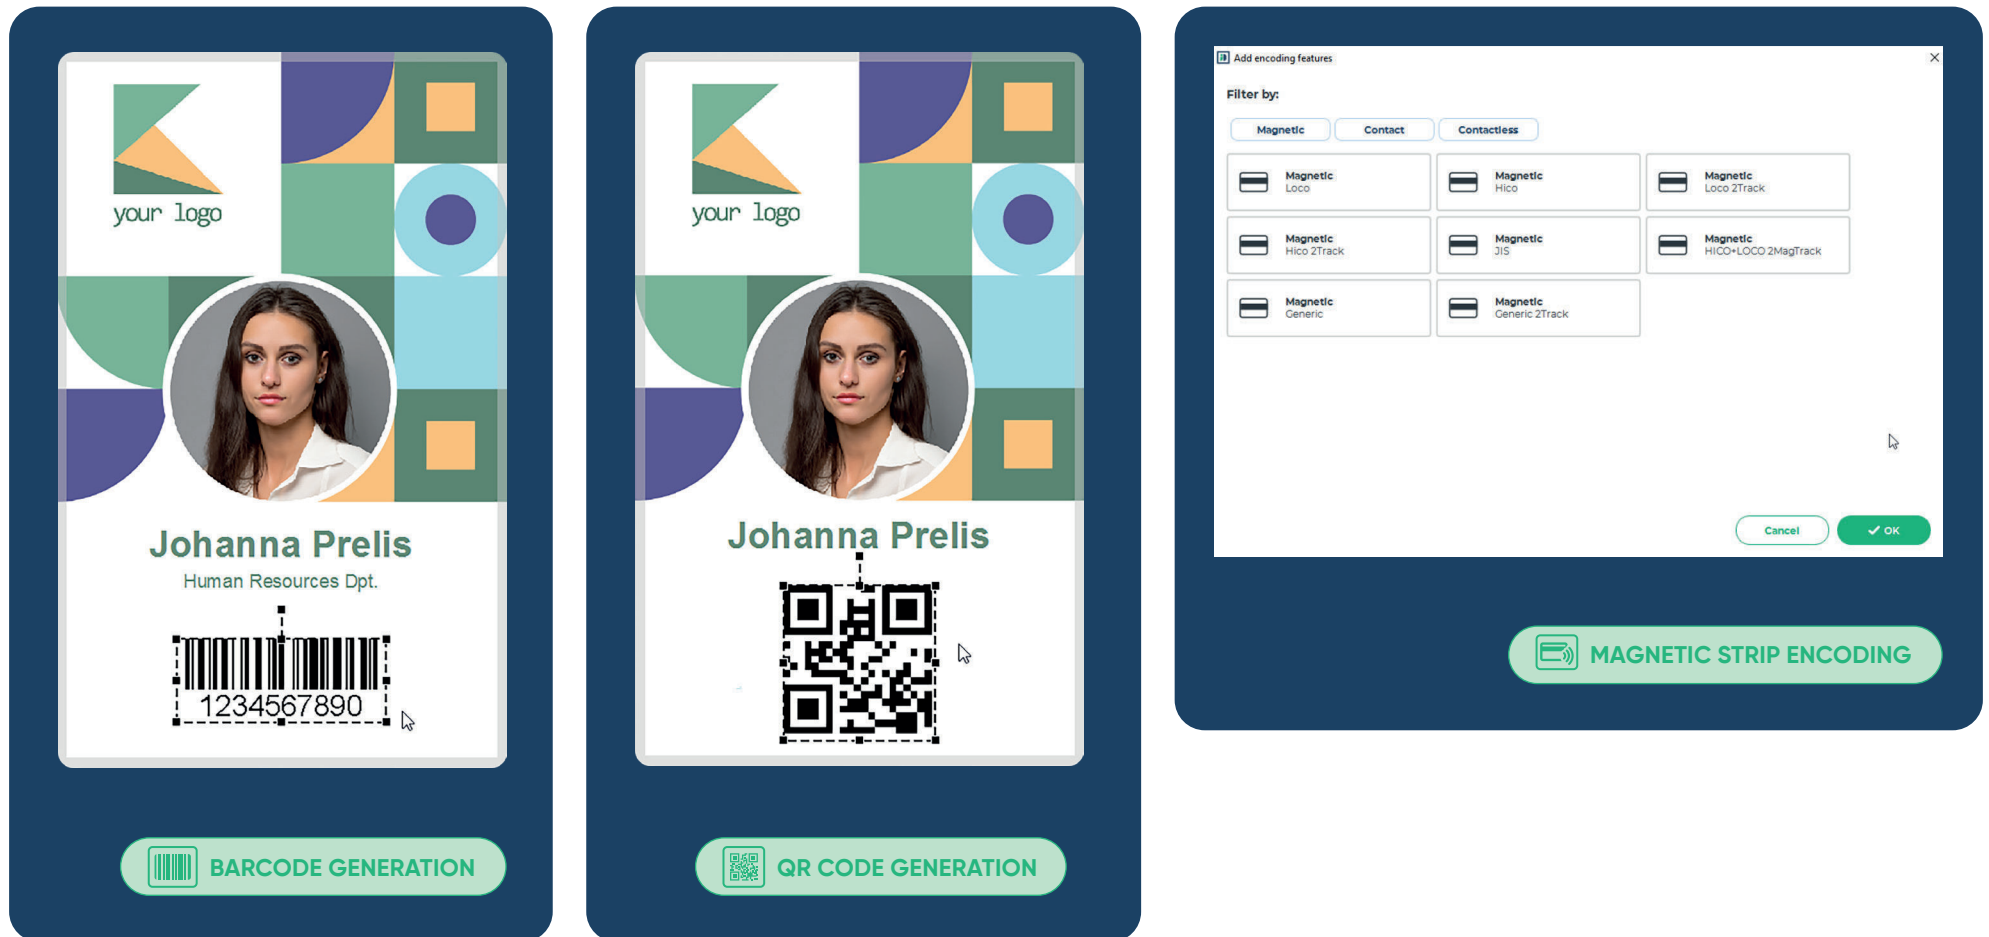 your logo
Johanna Prelis
Human Resources Dpt.
1234567890
BARCODE GENERATION
your logo
Johanna Prelis
QR CODE GENERATION
Add encoding features
Filter by:
Magnetic Contact Contactless
Magnetic
Loco
Magnetic
Hico
Magnetic
Loco 2Track
Magnetic
Hico 2Track
Magnetic
JIS
Magnetic
HICO+LOCO 2MagTrack
Magnetic
Generic
Magnetic
Generic 2Track
Cancel OK
MAGNETIC STRIP ENCODING